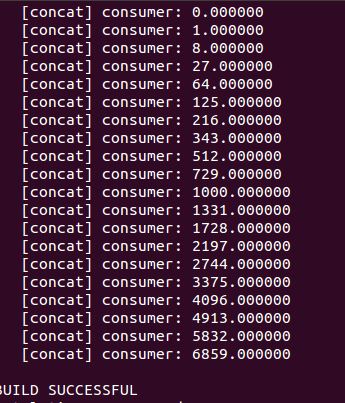 [concat] consumer: 0.000000
[concat] consumer: 1.000000
[concat] consumer: 8.000000
[concat] consumer: 27.000000
[concat] consumer: 64.000000
[concat] consumer: 125.000000
[concat] consumer: 216.000000
[concat] consumer: 343.000000
[concat] consumer: 512.000000
[concat] consumer: 729.000000
[concat] consumer: 1000.000000
[concat] consumer: 1331.000000
[concat] consumer: 1728.000000
[concat] consumer: 2197.000000
[concat] consumer: 2744.000000
[concat] consumer: 3375.000000
[concat] consumer: 4096.000000
[concat] consumer: 4913.000000
[concat] consumer: 5832.000000
[concat] consumer: 6859.000000
BUILD SUCCESSFUL